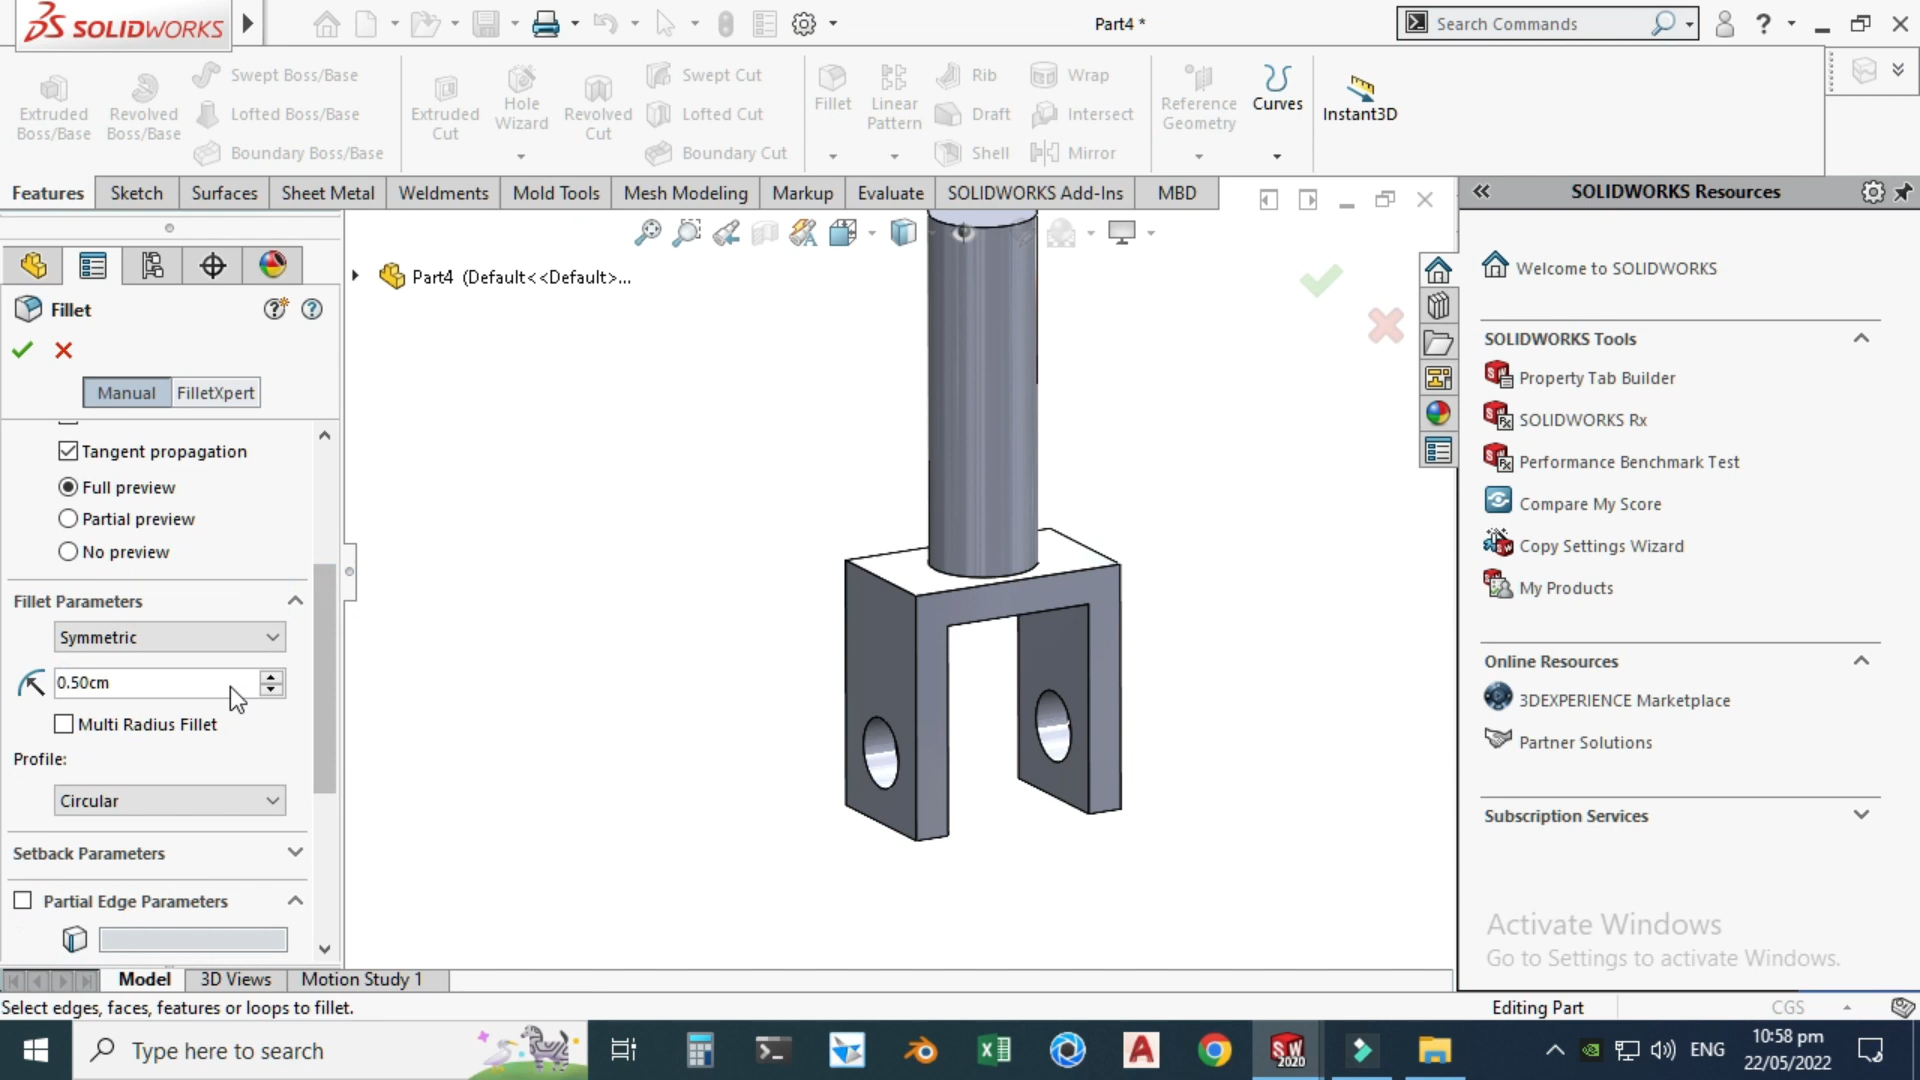 SOLIDWORKS
Part4 *
Search Commands
Extruded Boss/Base
Revolved Boss/Base
Swept Boss/Base
Lofted Boss/Base
Boundary Boss/Base
Extruded Cut
Hole Wizard
Revolved Cut
Swept Cut
Lofted Cut
Boundary Cut
Fillet
Linear Pattern
Rib
Draft
Shell
Wrap
Intersect
Mirror
Reference Geometry
Curves
Instant3D
Features
Sketch
Surfaces
Sheet Metal
Weldments
Mold Tools
Mesh Modeling
Markup
Evaluate
SOLIDWORKS Add-Ins
MBD
Part4 (Default<<Default>...
Fillet
Manual
FilletXpert
Tangent propagation
Full preview
Partial preview
No preview
Fillet Parameters
Symmetric
0.50cm
Multi Radius Fillet
Profile:
Circular
Setback Parameters
Partial Edge Parameters
SOLIDWORKS Resources
Welcome to SOLIDWORKS
SOLIDWORKS Tools
Property Tab Builder
SOLIDWORKS Rx
Performance Benchmark Test
Compare My Score
Copy Settings Wizard
My Products
Online Resources
3DEXPERIENCE Marketplace
Partner Solutions
Subscription Services
Activate Windows
Go to Settings to activate Windows.
Model
3D Views
Motion Study 1
Select edges, faces, features or loops to fillet.
Editing Part
CGS
Type here to search
SW 2020
ENG
10:58 pm
22/05/2022